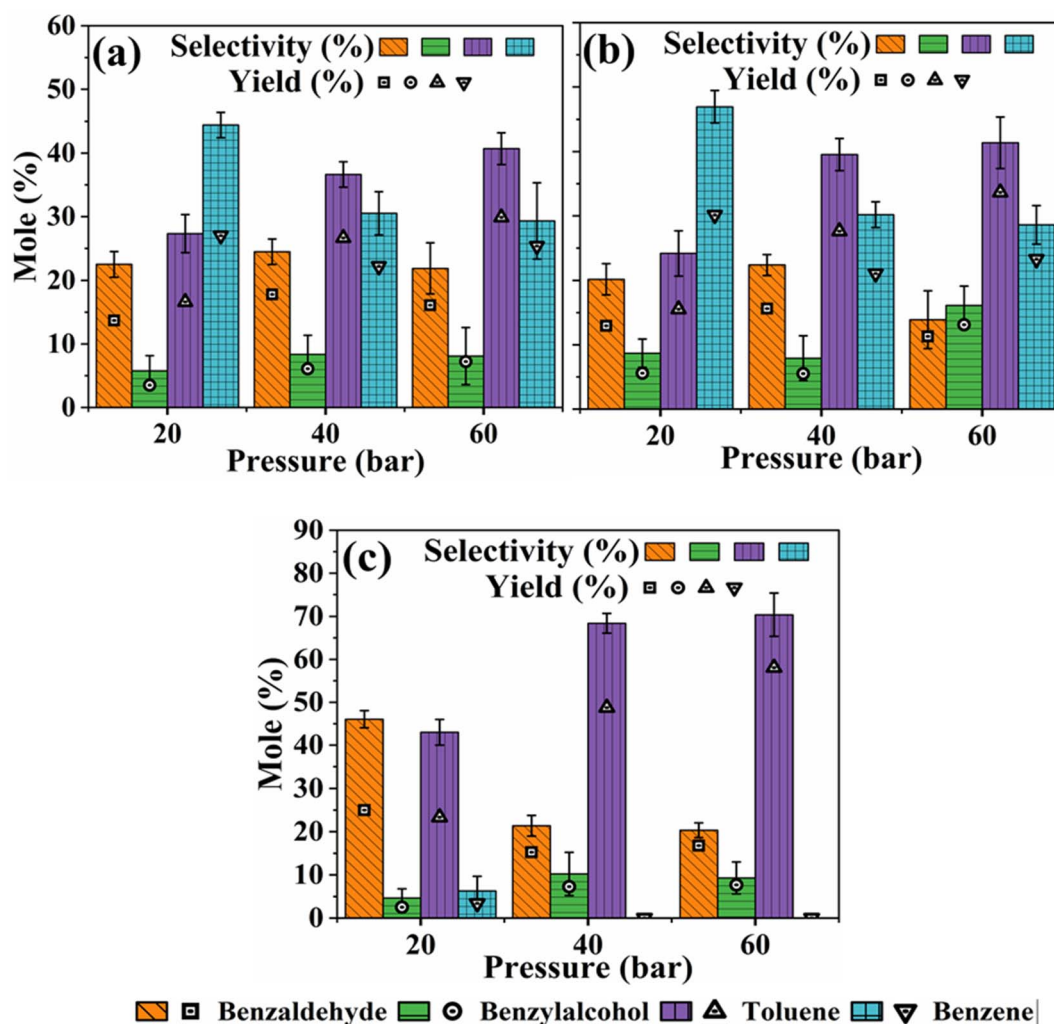 (a)
Selectivity (%)
Yield (%)
60
50
40
30
20
10
0
Mole (%)
20 40 60
Pressure (bar)
(b)
Selectivity (%)
Yield (%)
20 40 60
Pressure (bar)
(c)
Selectivity (%)
Yield (%)
90
80
70
60
50
40
30
20
10
0
Mole (%)
20 40 60
Pressure (bar)
Benzaldehyde Benzylalcohol Toluene Benzene